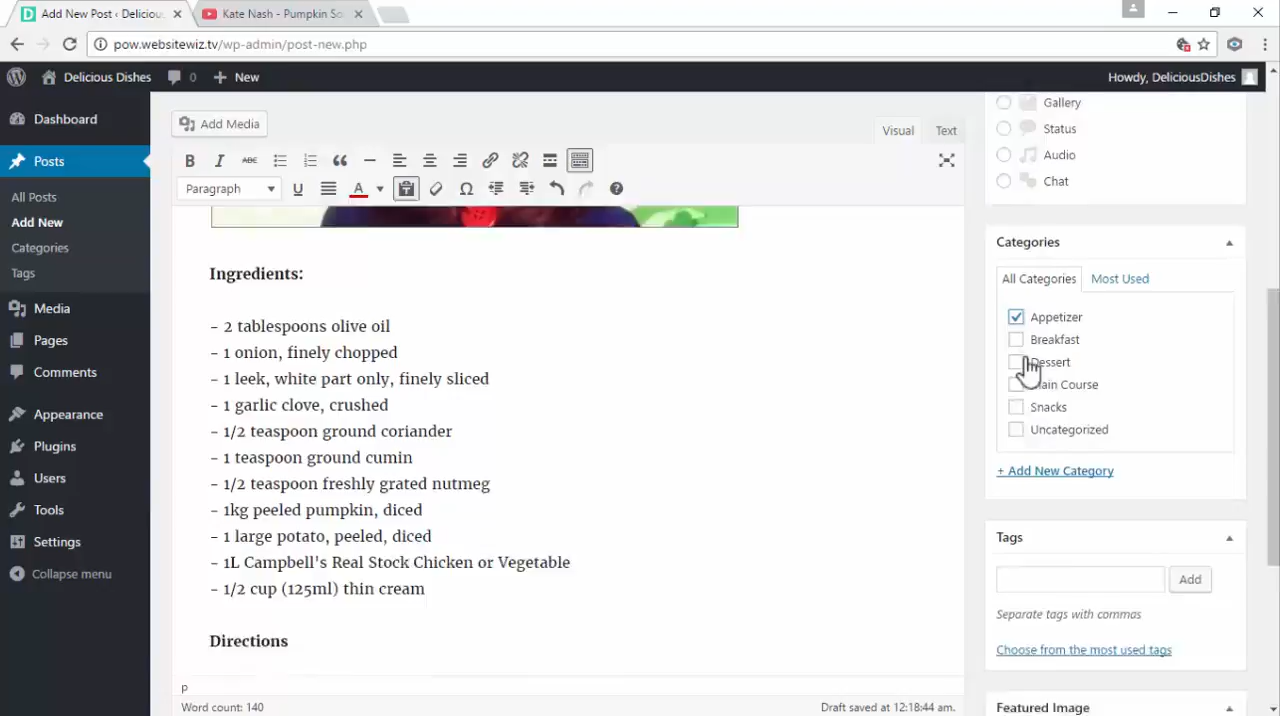 Add New Post ‹ Deliciou
Kate Nash - Pumpkin So
pow.websitewiz.tv/wp-admin/post-new.php
Delicious Dishes
0
New
Howdy, DeliciousDishes
Dashboard
Posts
All Posts
Add New
Categories
Tags
Media
Pages
Comments
Appearance
Plugins
Users
Tools
Settings
Collapse menu
Add Media
Visual
Text
B I ABC
Paragraph
U
A
Ω
Ingredients:
- 2 tablespoons olive oil
- 1 onion, finely chopped
- 1 leek, white part only, finely sliced
- 1 garlic clove, crushed
- 1/2 teaspoon ground coriander
- 1 teaspoon ground cumin
- 1/2 teaspoon freshly grated nutmeg
- 1kg peeled pumpkin, diced
- 1 large potato, peeled, diced
- 1L Campbell's Real Stock Chicken or Vegetable
- 1/2 cup (125ml) thin cream
Directions
p
Word count: 140
Draft saved at 12:18:44 am.
Gallery
Status
Audio
Chat
Categories
All Categories
Most Used
Appetizer
Breakfast
Dessert
Main Course
Snacks
Uncategorized
+ Add New Category
Tags
Add
Separate tags with commas
Choose from the most used tags
Featured Image